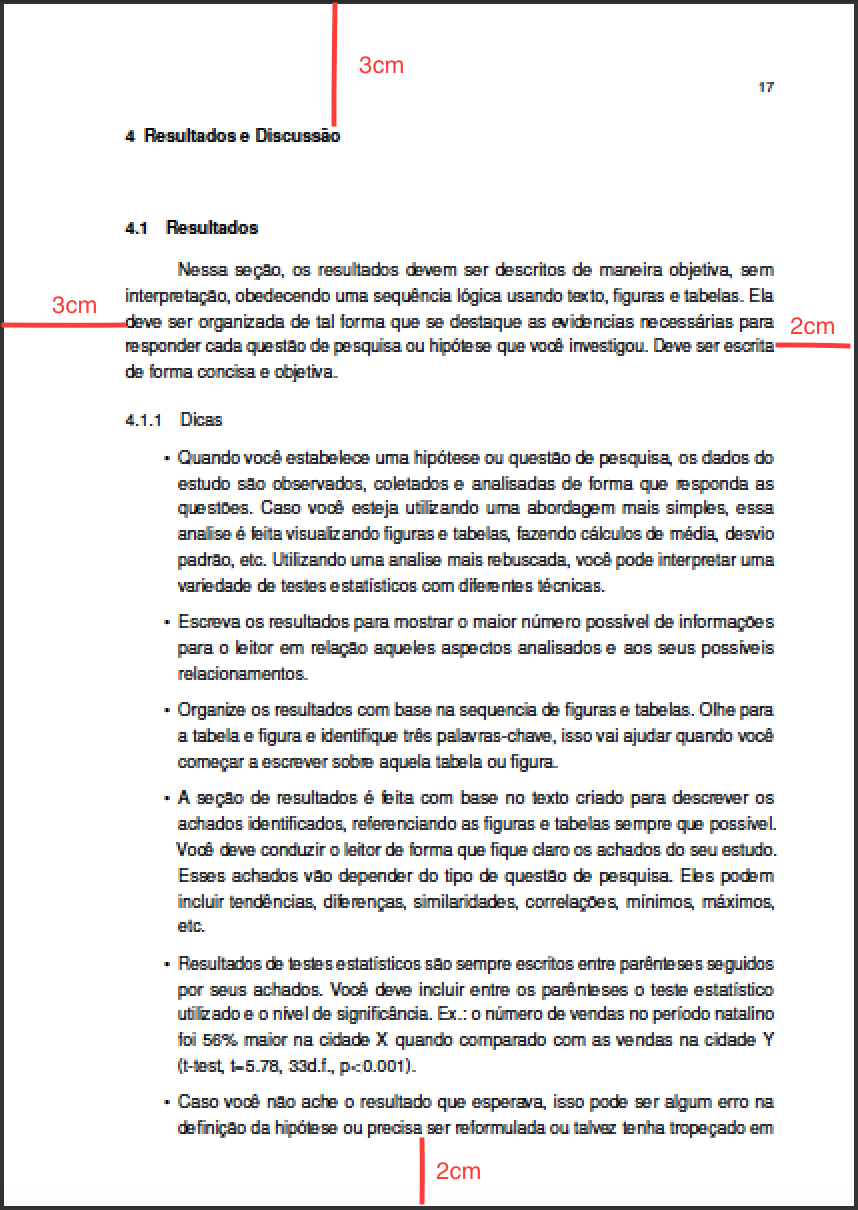 3cm
17
4 Resultados e Discussão
4.1 Resultados
Nessa seção, os resultados devem ser descritos de maneira objetiva, sem
interpretação, obedecendo uma sequência lógica usando texto, figuras e tabelas. Ela
3cm
deve ser organizada de tal forma que se destaque as evidencias necessárias para
2cm
responder cada questão de pesquisa ou hipótese que você investigou. Deve ser escrita
de forma concisa e objetiva.
4.1.1 Dicas
• Quando você estabelece uma hipótese ou questão de pesquisa, os dados do
estudo são observados, coletados e analisadas de forma que responda as
questões. Caso você esteja utilizando uma abordagem mais simples, essa
analise é feita visualizando figuras e tabelas, fazendo cálculos de média, desvio
padrão, etc. Utilizando uma analise mais rebuscada, você pode interpretar uma
variedade de testes estatísticos com diferentes técnicas.
• Escreva os resultados para mostrar o maior número possivel de informações
para o leitor em relação aqueles aspectos analisados e aos seus possíveis
relacionamentos.
• Organize os resultados com base na sequencia de figuras e tabelas. Olhe para
a tabela e figura e identifique três palavras-chave, isso vai ajudar quando você
começar a escrever sobre aquela tabela ou figura.
• A seção de resultados é feita com base no texto criado para descrever os
achados identificados, referenciando as figuras e tabelas sempre que possível.
Você deve conduzir o leitor de forma que fique claro os achados do seu estudo.
Esses achados vão depender do tipo de questão de pesquisa. Eles podem
incluir tendências, diferenças, similaridades, correlações, mínimos, máximos,
etc.
• Resultados de testes estatísticos são sempre escritos entre parênteses seguidos
por seus achados. Você deve incluir entre os parênteses o teste estatístico
utilizado e o nível de significância. Ex.: o número de vendas no período natalino
foi 56% maior na cidade X quando comparado com as vendas na cidade Y
(t-test, t=5.78, 33d.f., p<0.001).
• Caso você não ache o resultado que esperava, isso pode ser algum erro na
definição da hipótese ou precisa ser reformulada ou talvez tenha tropeçado em
2cm